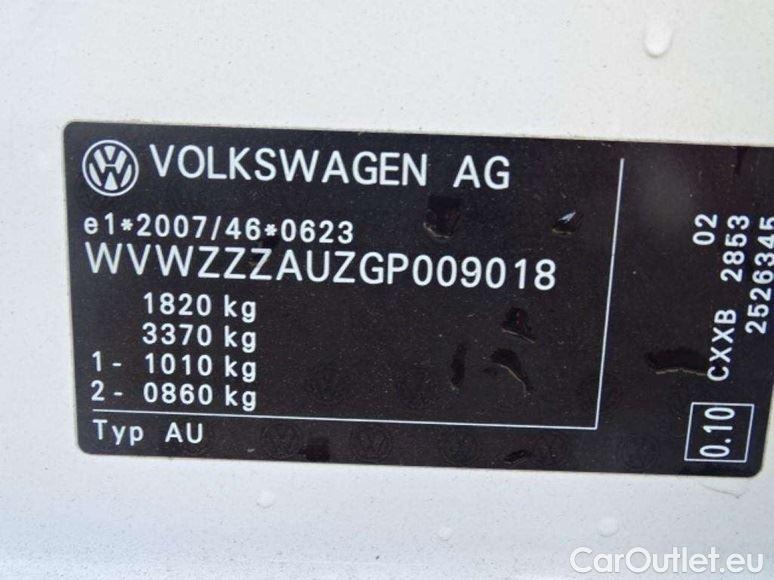 VOLKSWAGEN AG
e1*2007/46*0623
WVWZZZAUZGP009018
1820 kg
3370 kg
1- 1010 kg
2- 0860 kg
Typ AU
02
CXXB 2853
2526345
0.10
CarOutlet.eu